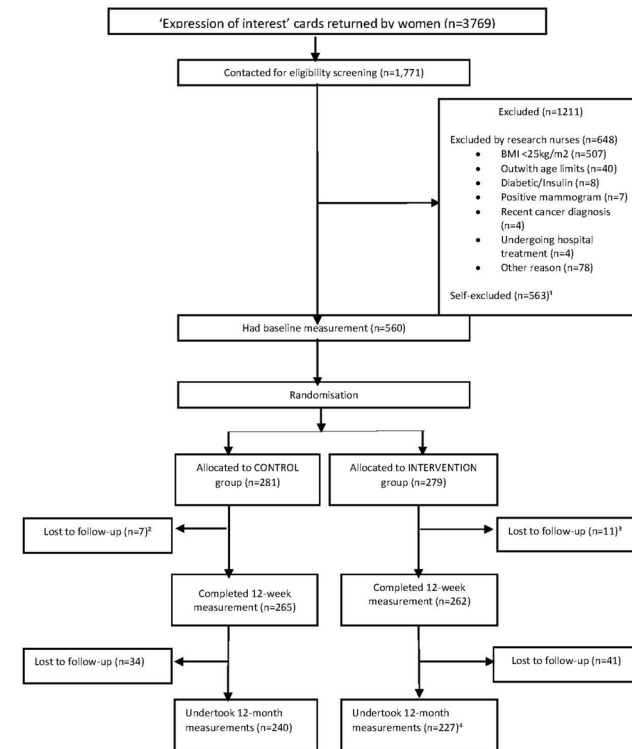 ‘Expression of interest’ cards returned by women (n=3769)
Contacted for eligibility screening (n=1,771)
Excluded (n=1211)
Excluded by research nurses (n=648)
• BMI <25kg/m2 (n=507)
• Outwith age limits (n=40)
• Diabetic/Insulin (n=8)
• Positive mammogram (n=7)
• Recent cancer diagnosis
(n=4)
• Undergoing hospital
treatment (n=4)
• Other reason (n=78)
Self-excluded (n=563)¹
Had baseline measurement (n=560)
Randomisation
Allocated to CONTROL
group (n=281)
Allocated to INTERVENTION
group (n=279)
Lost to follow-up (n=7)²
Lost to follow-up (n=11)³
Completed 12-week
measurement (n=265)
Completed 12-week
measurement (n=262)
Lost to follow-up (n=34)
Lost to follow-up (n=41)
Undertook 12-month
measurements (n=240)
Undertook 12-month
measurements (n=227)⁴